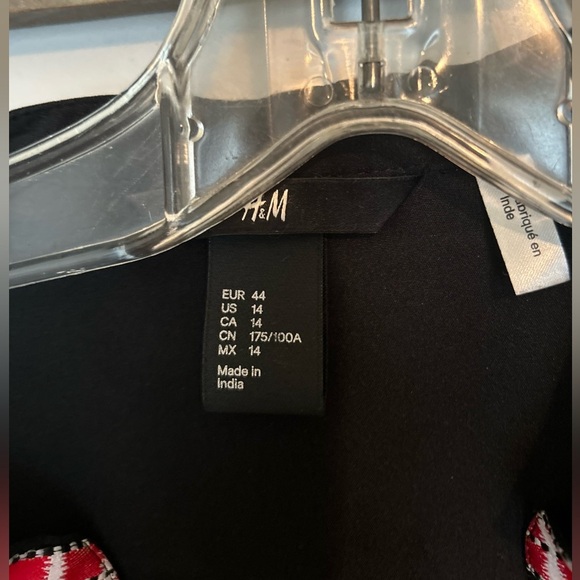 H&M
EUR 44
US 14
CA 14
CN 175/100A
MX 14
Made in
India
abriqué en
Inde